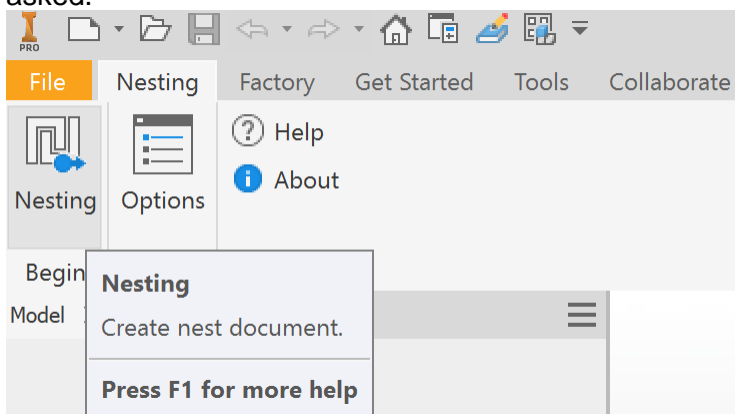 asked.
PRO
File Nesting Factory Get Started Tools Collaborate
Help
About
Nesting Options
Begin
Model
Nesting
Create nest document.
Press F1 for more help